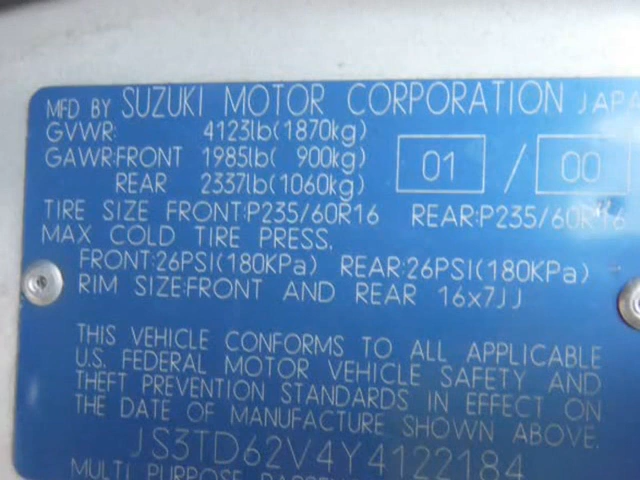 MFD BY SUZUKI MOTOR CORPORATION JAPA
GVWR: 4123lb(1870kg)
GAWR:FRONT 1985lb( 900kg) 01 / 00
REAR 2337lb(1060kg)
TIRE SIZE FRONT:P235/60R16 REAR:P235/60R16
MAX COLD TIRE PRESS.
FRONT:26PSI(180KPa) REAR:26PSI(180KPa)
RIM SIZE:FRONT AND REAR 16x7JJ
THIS VEHICLE CONFORMS TO ALL APPLICABLE
U.S. FEDERAL MOTOR VEHICLE SAFETY AND
THEFT PREVENTION STANDARDS IN EFFECT ON
THE DATE OF MANUFACTURE SHOWN ABOVE.
JS3TD62V4Y4122184
MULTI PURPOSE PASSEN